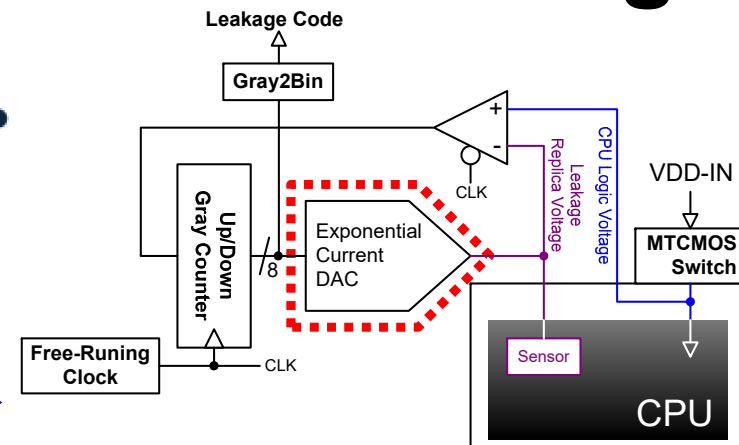 Leakage Code
Gray2Bin
+
-
CLK
Leakage
Replica Voltage
CPU Logic Voltage
VDD-IN
MTCMOS
Switch
Up/Down
Gray Counter
8
Exponential
Current
DAC
Free-Runing
Clock
CLK
Sensor
CPU